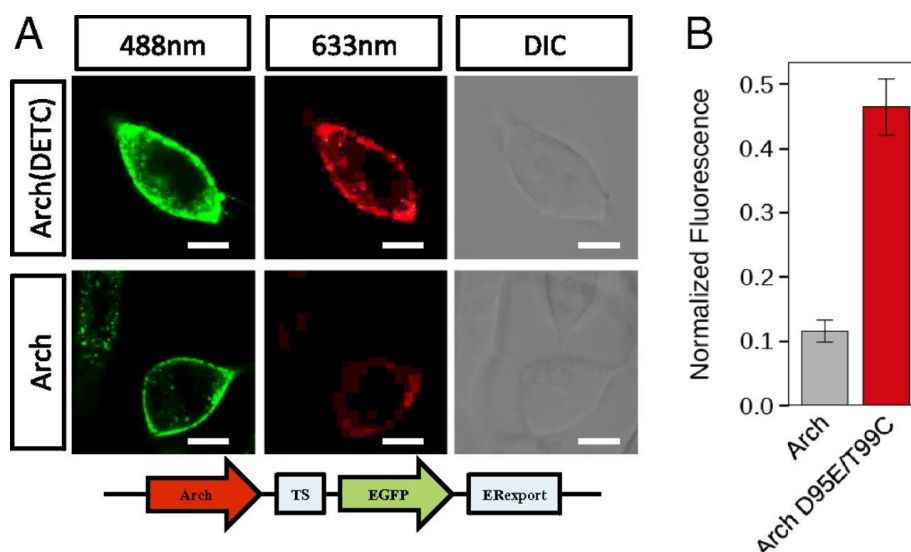 A
488nm
633nm
DIC
Arch(DETC)
Arch
Arch
TS
EGFP
ERexport
B
Normalized Fluorescence
0.5
0.4
0.3
0.2
0.1
0.0
Arch
Arch D95E/T99C